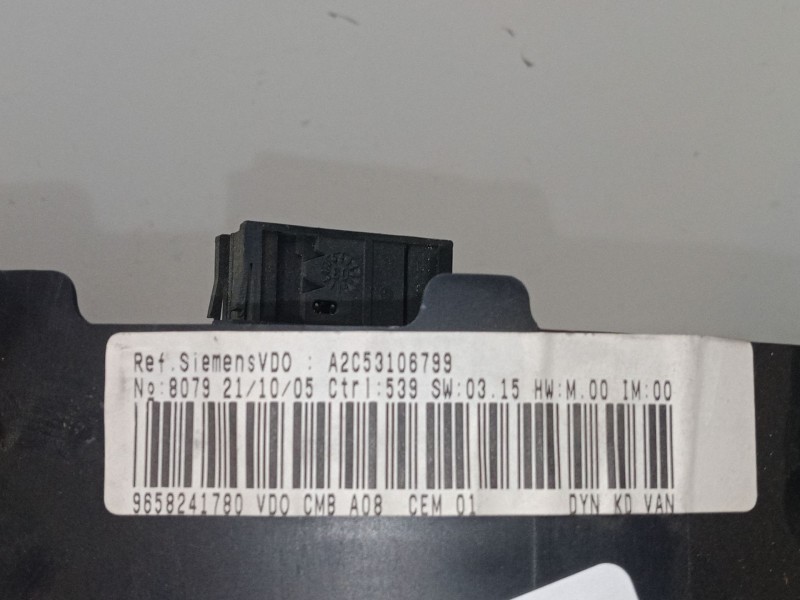 Ref.SiemensVDO : A2C53106799
No:8079 21/10/05 Ctrl:539 SW:03.15 HW:M.00 IM:00
9658241780 VDO CMB A08 CEM 01 DYN KD VAN